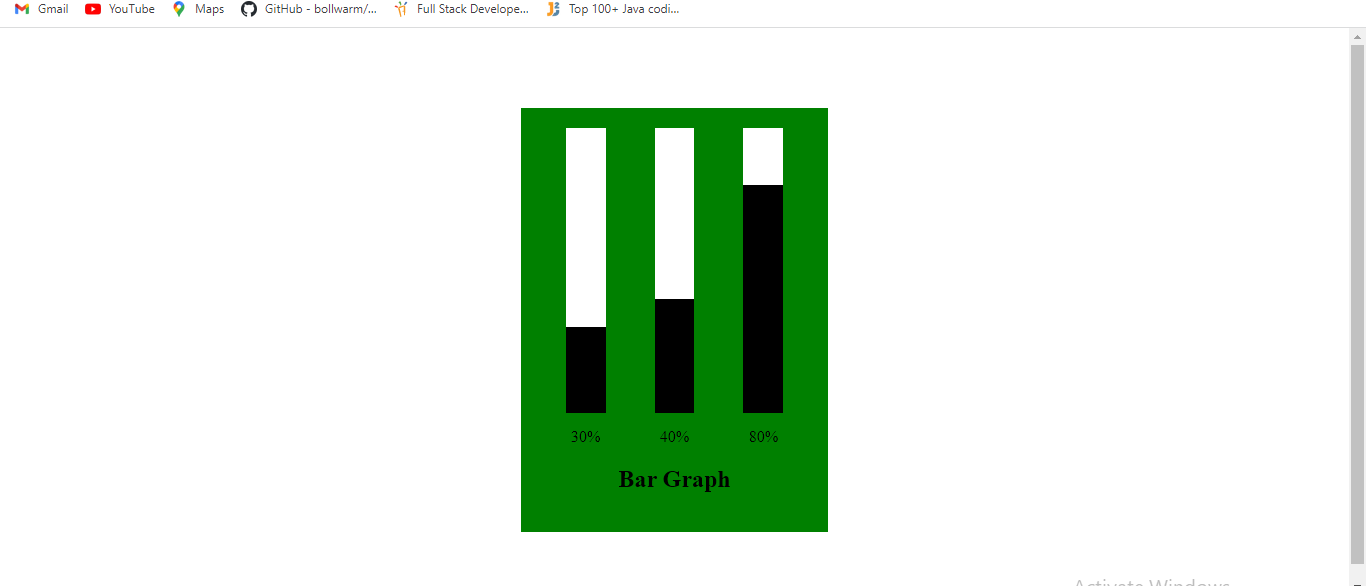 Gmail YouTube Maps GitHub - bollwarm/... Full Stack Develope... Top 100+ Java codi...
30% 40% 80%
Bar Graph
Activate Windows